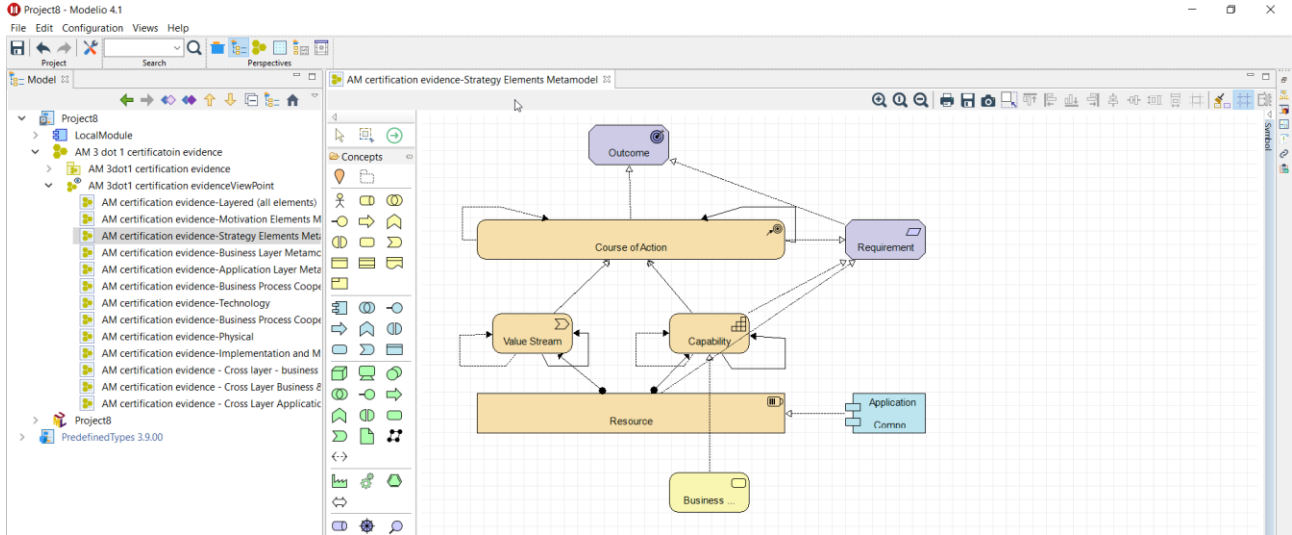 Project8 - Modelio 4.1
File Edit Configuration Views Help
Project Search Perspectives
Model
AM certification evidence-Strategy Elements Metamodel
Project8
LocalModule
AM 3 dot 1 certificatoin evidence
AM 3dot1 certification evidence
AM 3dot1 certification evidenceViewPoint
AM certification evidence-Layered (all elements)
AM certification evidence-Motivation Elements M
AM certification evidence-Strategy Elements Meta
AM certification evidence-Business Layer Metamc
AM certification evidence-Application Layer Meta
AM certification evidence-Business Process Coope
AM certification evidence-Technology
AM certification evidence-Business Process Coope
AM certification evidence-Physical
AM certification evidence-Implementation and M
AM certification evidence - Cross layer - business
AM certification evidence - Cross Layer Business &
AM certification evidence - Cross Layer Applicatic
Project8
PredefinedTypes 3.9.00
Concepts
Outcome
Course of Action
Requirement
Value Stream
Capability
Resource
Application
Compo
Business ...
Symbol